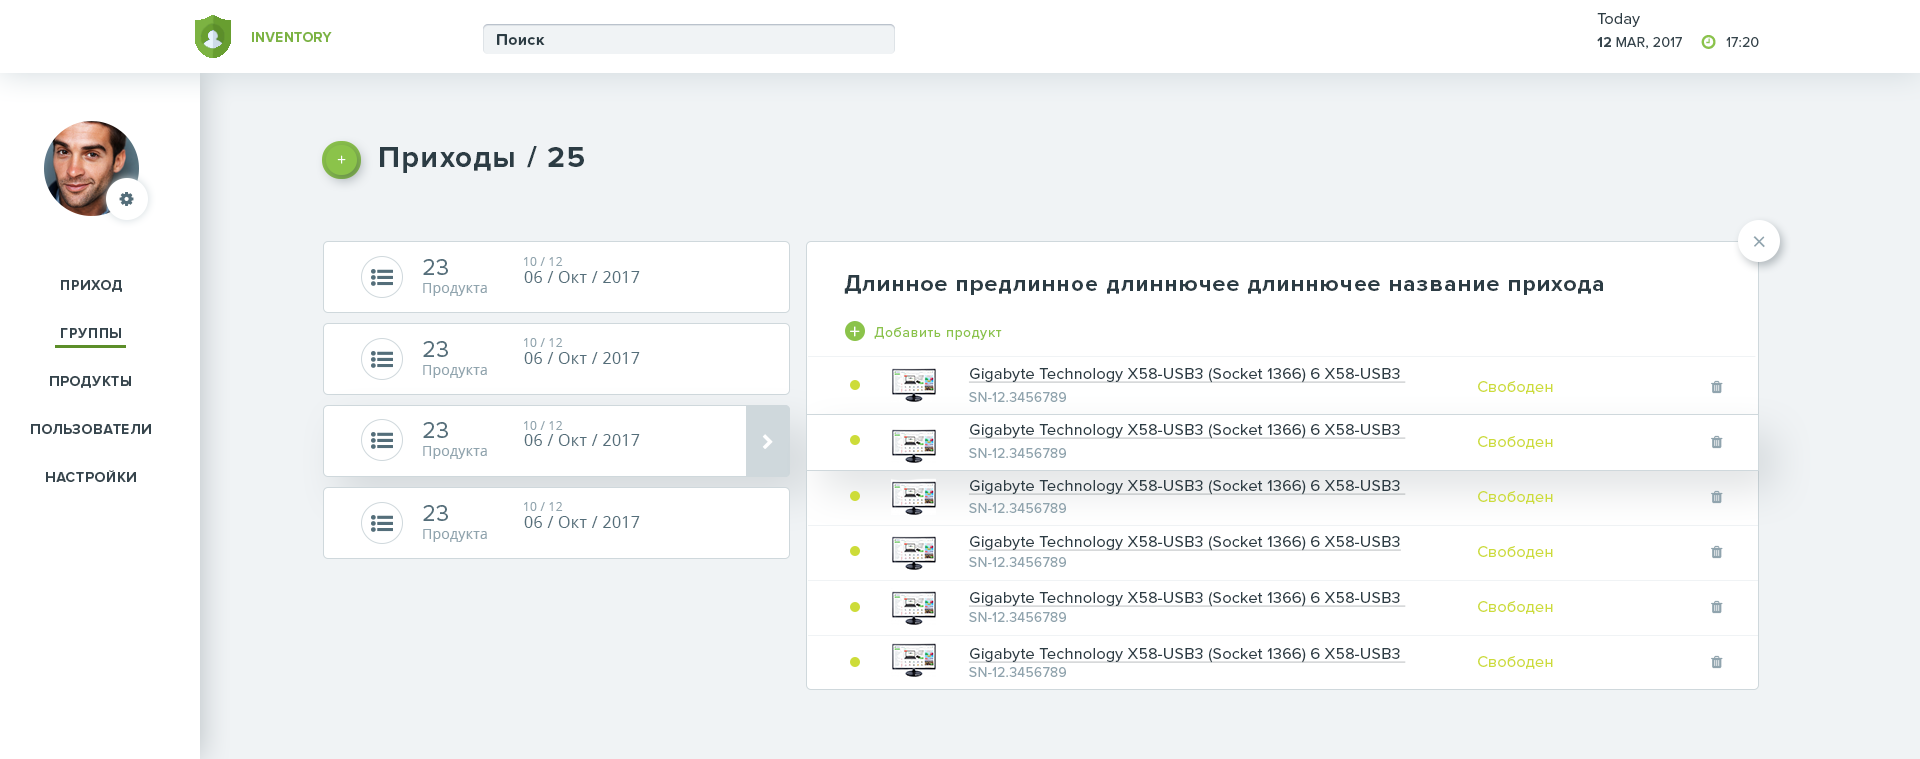 INVENTORY
Поиск
Today
12 MAR, 2017
17:20
ПРИХОД
ГРУППЫ
ПРОДУКТЫ
ПОЛЬЗОВАТЕЛИ
НАСТРОЙКИ
+
Приходы / 25
23
Продукта
10 / 12
06 / Окт / 2017
23
Продукта
10 / 12
06 / Окт / 2017
23
Продукта
10 / 12
06 / Окт / 2017
23
Продукта
10 / 12
06 / Окт / 2017
Длинное предлинное длиннючее длиннючее название прихода
Добавить продукт
Gigabyte Technology X58-USB3 (Socket 1366) 6 X58-USB3
SN-12.3456789
Свободен
Gigabyte Technology X58-USB3 (Socket 1366) 6 X58-USB3
SN-12.3456789
Свободен
Gigabyte Technology X58-USB3 (Socket 1366) 6 X58-USB3
SN-12.3456789
Свободен
Gigabyte Technology X58-USB3 (Socket 1366) 6 X58-USB3
SN-12.3456789
Свободен
Gigabyte Technology X58-USB3 (Socket 1366) 6 X58-USB3
SN-12.3456789
Свободен
Gigabyte Technology X58-USB3 (Socket 1366) 6 X58-USB3
SN-12.3456789
Свободен